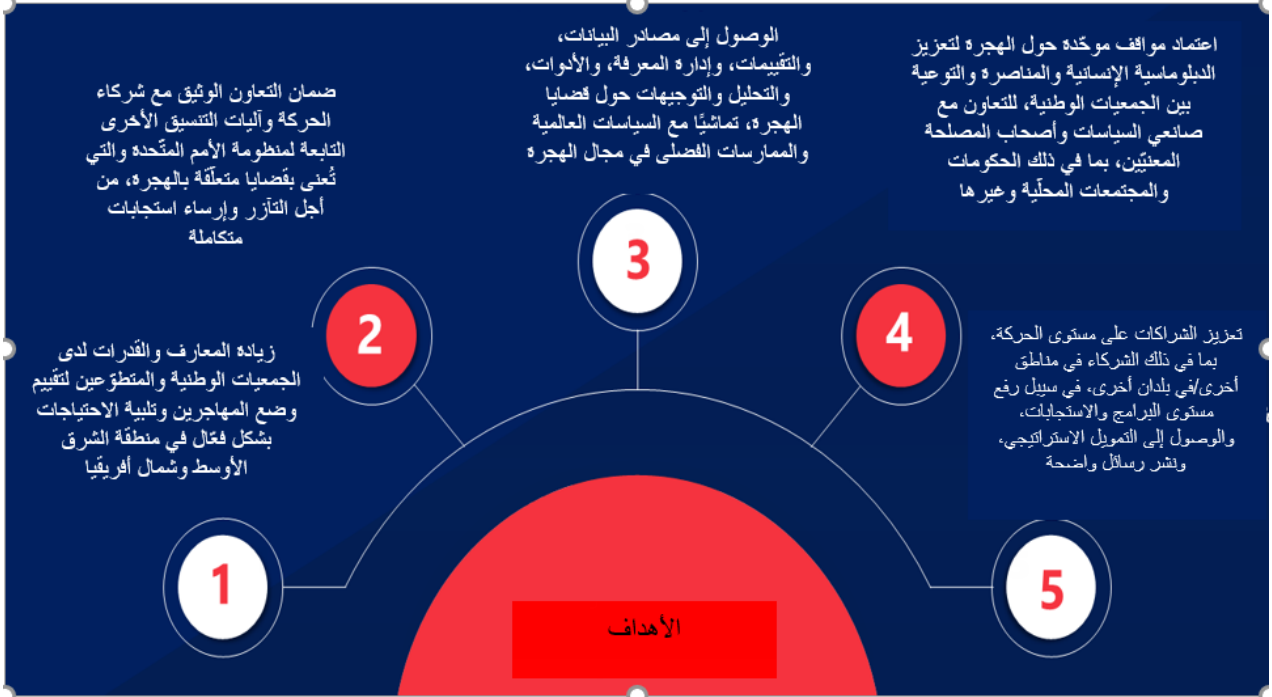 زيادة المعارف والقدرات لدى
الجمعيات الوطنية والمتطوّعين لتقييم
وضع المهاجرين وتلبية الاحتياجات
بشكل فعّال في منطقة الشرق
الأوسط وشمال أفريقيا
1
ضمان التعاون الوثيق مع شركاء
الحركة وآليات التنسيق الأخرى
التابعة لمنظومة الأمم المتّحدة والتي
تُعنى بقضايا متعلّقة بالهجرة، من
أجل التآزر وإرساء استجابات
متكاملة
2
الوصول إلى مصادر البيانات،
والتقييمات، وإدارة المعرفة، والأدوات،
والتحليل والتوجيهات حول قضايا
الهجرة، تماشيًا مع السياسات العالمية
والممارسات الفضلى في مجال الهجرة
3
اعتماد مواقف موحّدة حول الهجرة لتعزيز
الدبلوماسية الإنسانية والمناصرة والتوعية
بين الجمعيات الوطنية، للتعاون مع
صانعي السياسات وأصحاب المصلحة
المعنيّين، بما في ذلك الحكومات
والمجتمعات المحلّية وغيرها
4
تعزيز الشراكات على مستوى الحركة،
بما في ذلك الشركاء في مناطق
أخرى/في بلدان أخرى، في سبيل رفع
مستوى البرامج والاستجابات،
والوصول إلى التمويل الاستراتيجي،
ونشر رسائل واضحة
5
الأهداف